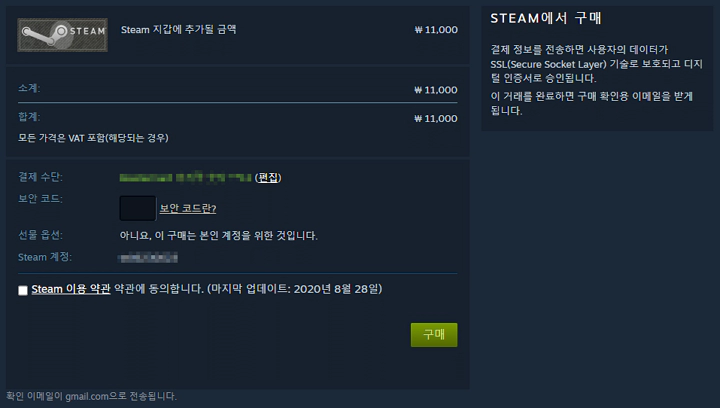 STEAM
Steam 지갑에 추가될 금액
₩ 11,000
소계:
₩ 11,000
합계:
₩ 11,000
모든 가격은 VAT 포함(해당되는 경우)
결제 수단:
(편집)
보안 코드:
보안 코드란?
선물 옵션:
아니요, 이 구매는 본인 계정을 위한 것입니다.
Steam 계정:
Steam 이용 약관 약관에 동의합니다. (마지막 업데이트: 2020년 8월 28일)
구매
확인 이메일이 gmail.com으로 전송됩니다.
STEAM에서 구매
결제 정보를 전송하면 사용자의 데이터가
SSL(Secure Socket Layer) 기술로 보호되고 디지
털 인증서로 승인됩니다.
이 거래를 완료하면 구매 확인용 이메일을 받게
됩니다.